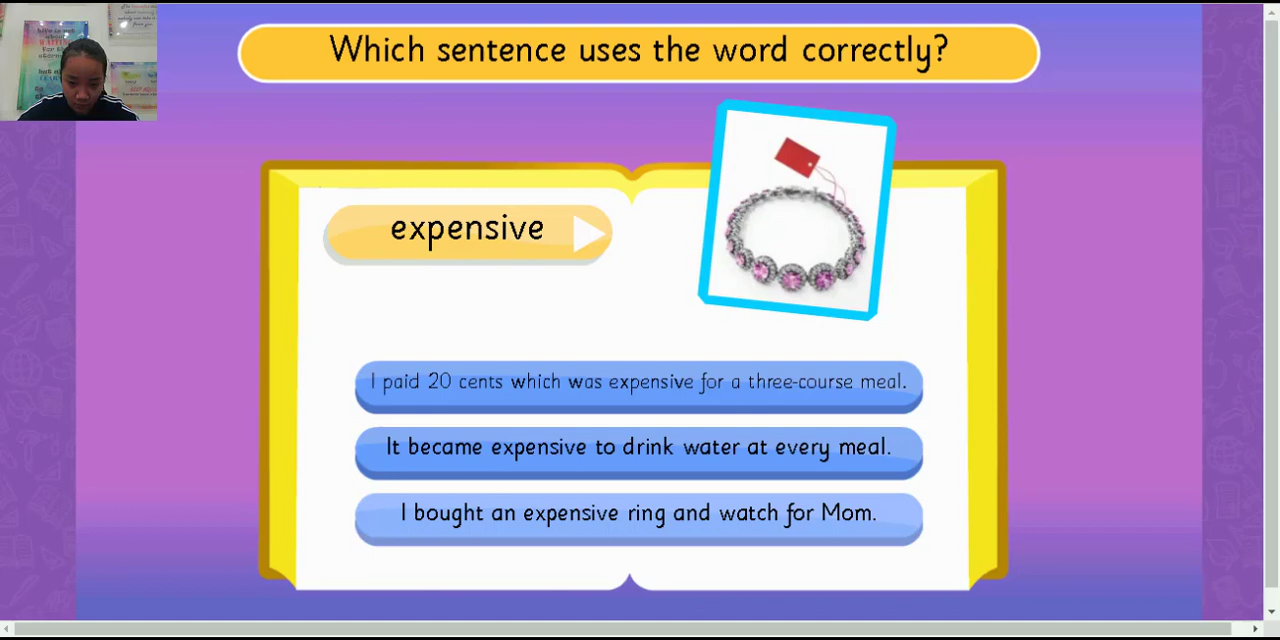 Which sentence uses the word correctly?
expensive
I paid 20 cents which was expensive for a three-course meal.
It became expensive to drink water at every meal.
I bought an expensive ring and watch for Mom.